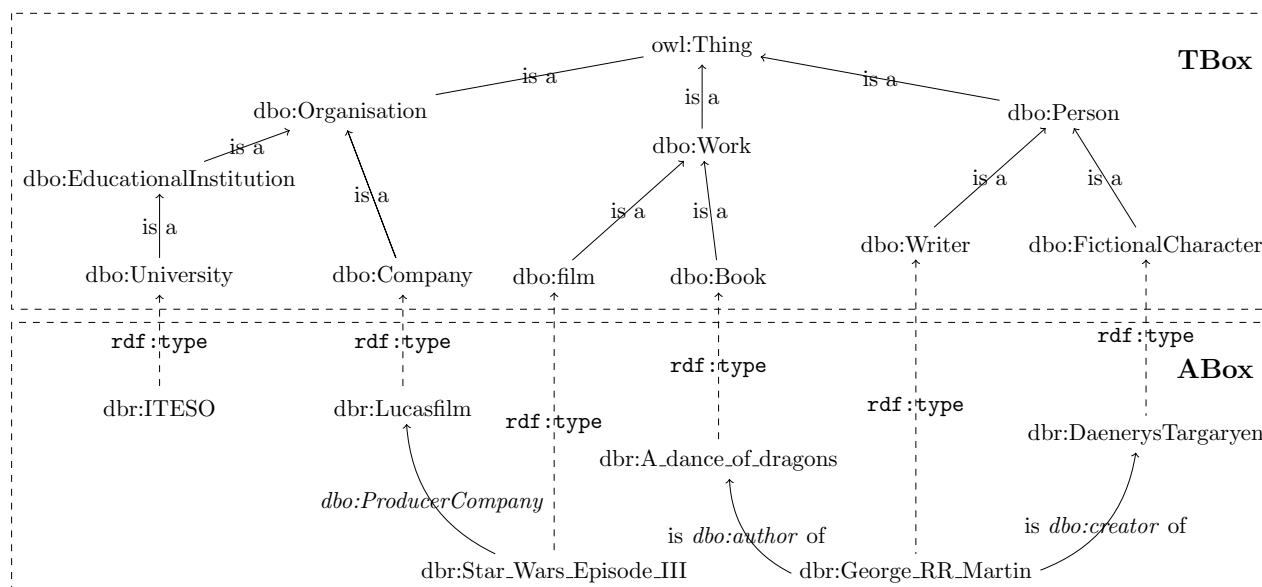 owl:Thing
TBox
is a
is a
is a
dbo:Organisation
dbo:Person
is a
dbo:Work
dbo:EducationalInstitution
is a
is a
is a
is a
is a
is a
dbo:Writer
dbo:FictionalCharacter
dbo:University
dbo:Company
dbo:film
dbo:Book
rdf:type
rdf:type
rdf:type
rdf:type
ABox
dbr:ITESO
dbr:Lucasfilm
rdf:type
rdf:type
dbr:DaenerysTargaryen
dbr:A_dance_of_dragons
dbo:ProducerCompany
is dbo:creator of
is dbo:author of
dbr:Star_Wars_Episode_III
dbr:George_RR_Martin